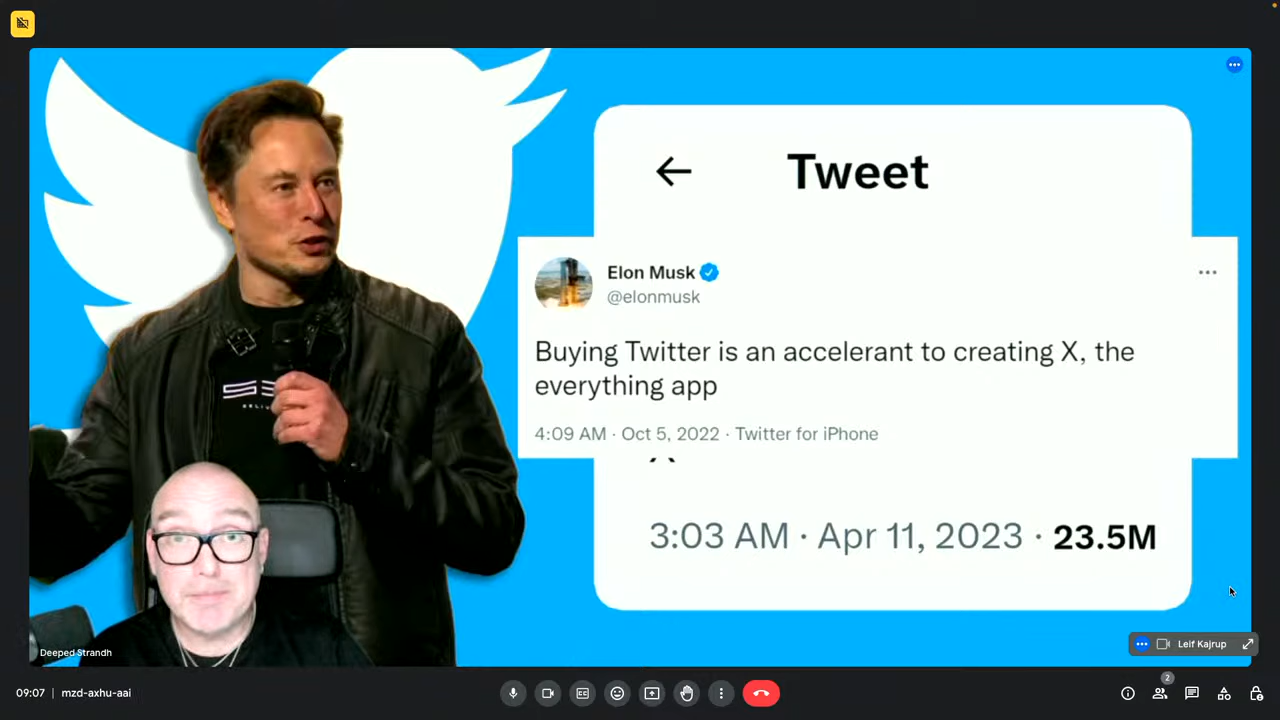 Tweet
Elon Musk
@elonmusk
Buying Twitter is an accelerant to creating X, the
everything app
4:09 AM · Oct 5, 2022 · Twitter for iPhone
3:03 AM · Apr 11, 2023 · 23.5M
Deeped Strandh
Leif Kajrup
09:07 | mzd-axhu-aai
2